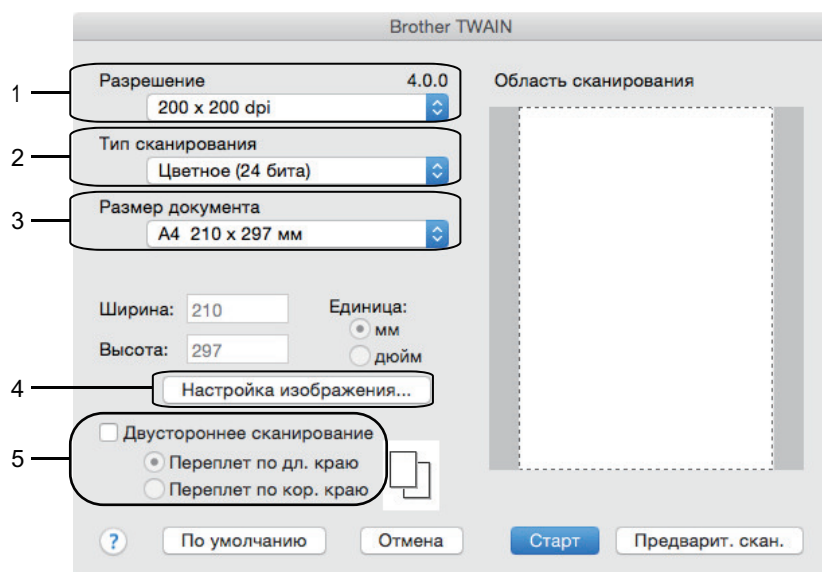 Brother TWAIN
1
Разрешение 4.0.0
200 x 200 dpi
2
Тип сканирования
Цветное (24 бита)
3
Размер документа
A4 210 x 297 мм
Ширина: 210
Высота: 297
Единица:
мм
дюйм
4
Настройка изображения...
5
Двустороннее сканирование
Переплет по дл. краю
Переплет по кор. краю
Область сканирования
?
По умолчанию
Отмена
Старт
Предварит. скан.